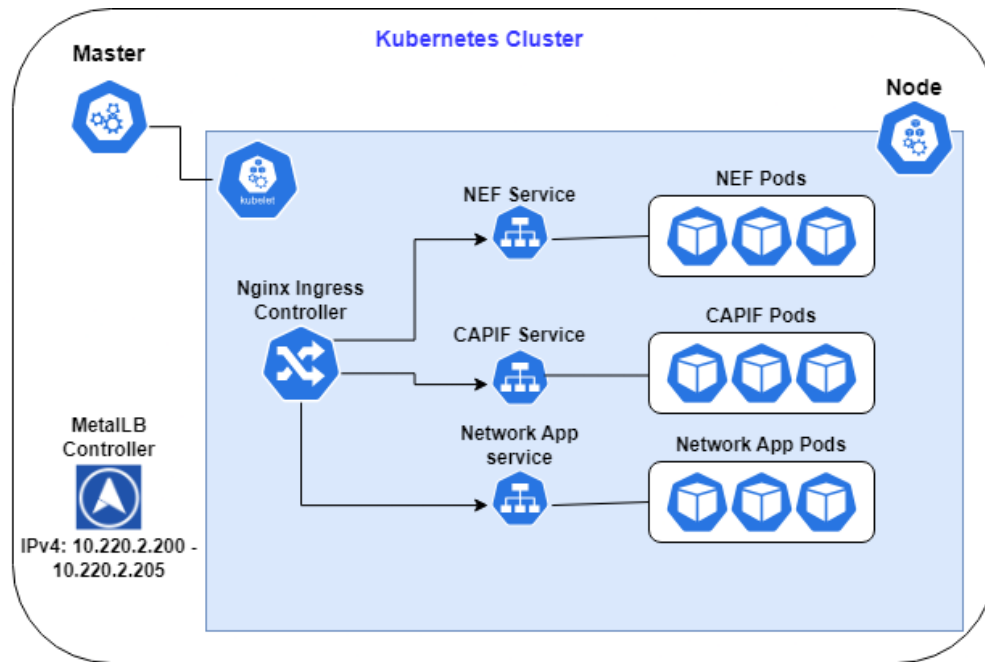 Kubernetes Cluster
Master
Node
kubelet
NEF Service
NEF Pods
Nginx Ingress
Controller
CAPIF Service
CAPIF Pods
MetalLB
Controller
IPv4: 10.220.2.200 -
10.220.2.205
Network App
service
Network App Pods